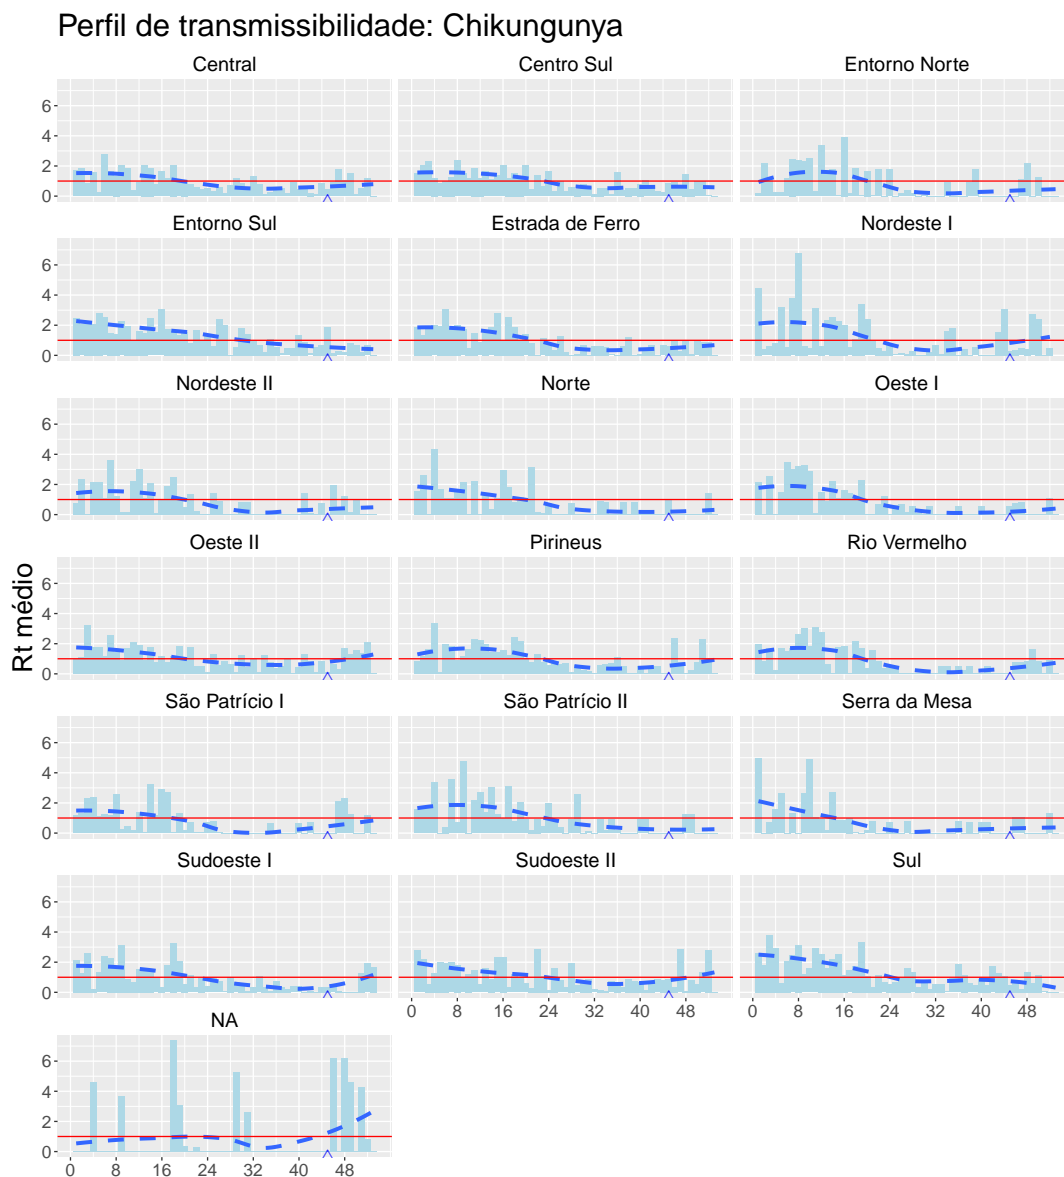 Perfil de transmissibilidade: Chikungunya
Central Centro Sul Entorno Norte
6
4
2
0
Entorno Sul Estrada de Ferro Nordeste I
6
4
2
0
Nordeste II Norte Oeste I
6
4
2
0
Oeste II Pirineus Rio Vermelho
6
4
2
0
Rt médio
São Patrício I São Patrício II Serra da Mesa
6
4
2
0
Sudoeste I Sudoeste II Sul
6
4
2
0
0 8 16 24 32 40 48 0 8 16 24 32 40 48
NA
6
4
2
0
0 8 16 24 32 40 48